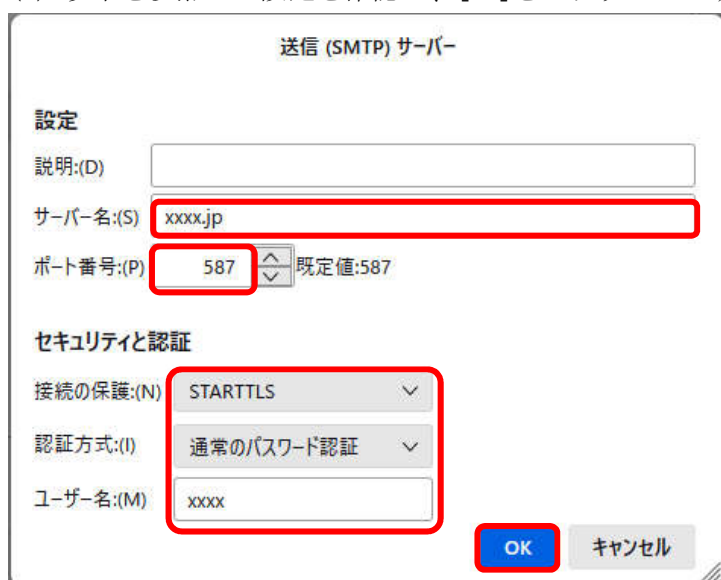 送信 (SMTP) サーバー
設定
説明:(D)
サーバー名:(S) xxxx.jp
ポート番号:(P) 587 既定値:587
セキュリティと認証
接続の保護:(N) STARTTLS
認証方式:(I) 通常のパスワード認証
ユーザー名:(M) xxxx
OK キャンセル